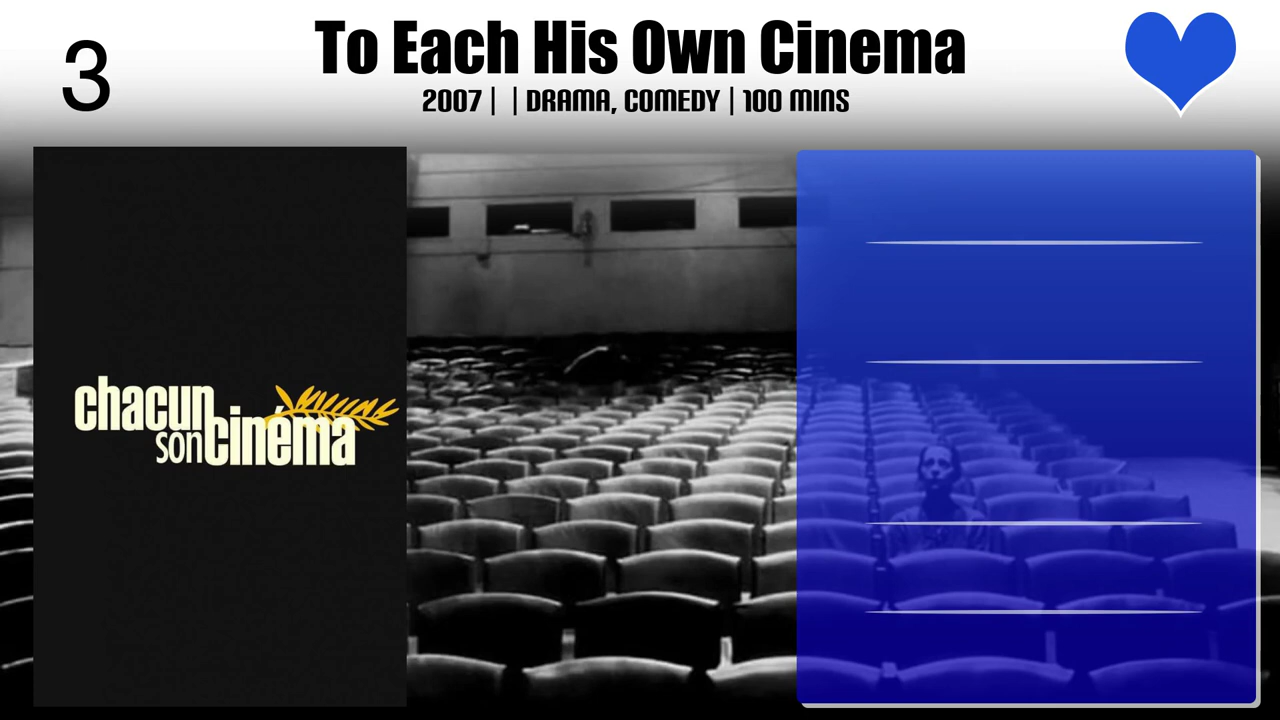 3
To Each His Own Cinema
2007 | | DRAMA, COMEDY | 100 MINS
chacun
son cinéma